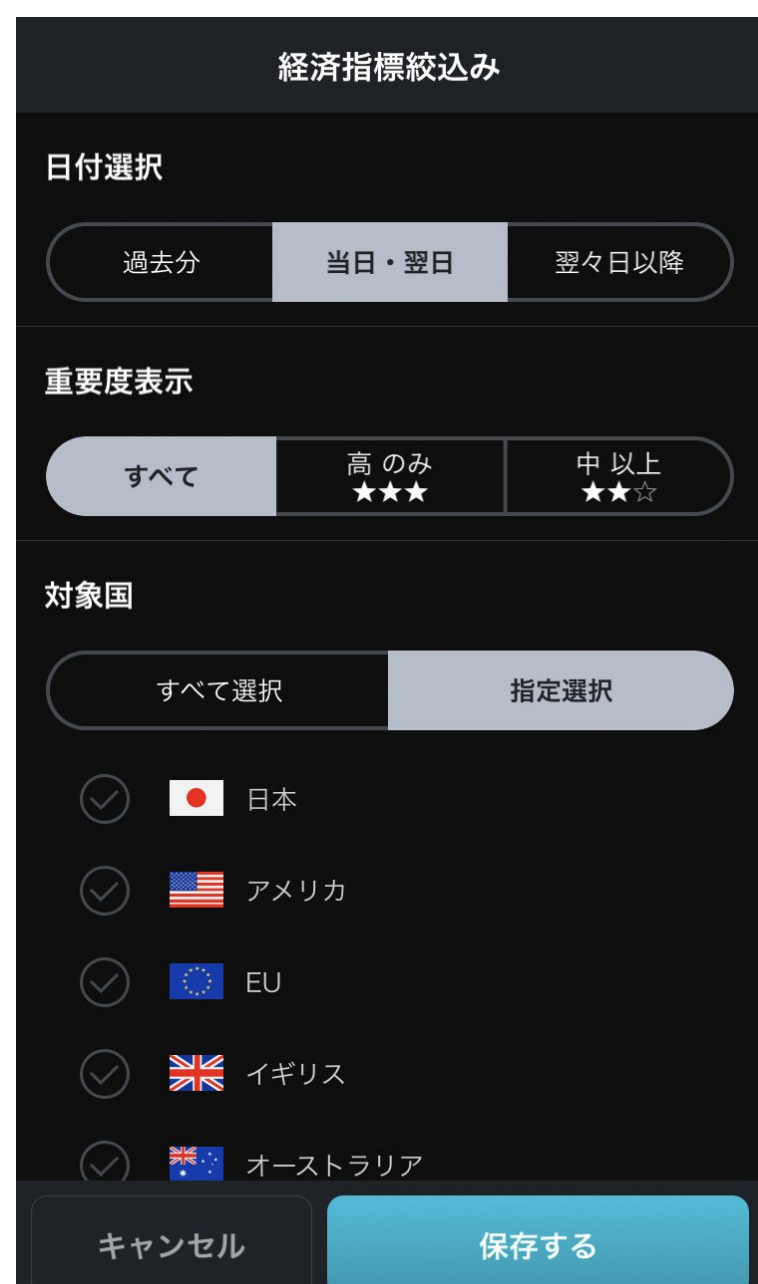 経済指標絞込み
日付選択
過去分
当日・翌日
翌々日以降
重要度表示
すべて
高 のみ
★★★
中 以上
★★☆
対象国
すべて選択
指定選択
日本
アメリカ
EU
イギリス
オーストラリア
キャンセル
保存する